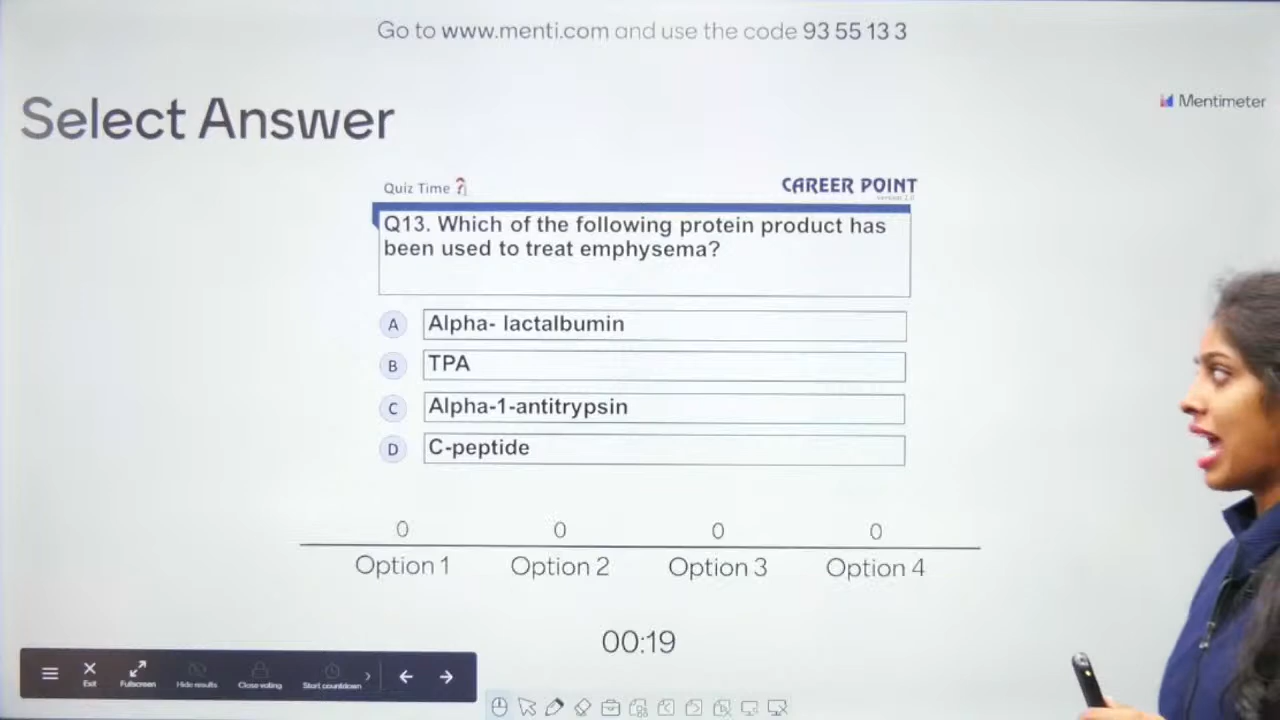 Go to www.menti.com and use the code 93 55 13 3
Select Answer
Mentimeter
Quiz Time ?
CAREER POINT
Q13. Which of the following protein product has
been used to treat emphysema?
A Alpha- lactalbumin
B TPA
C Alpha-1-antitrypsin
D C-peptide
0 0 0 0
Option 1 Option 2 Option 3 Option 4
00:19
Exit Fullscreen Hide results Close voting Start countdown